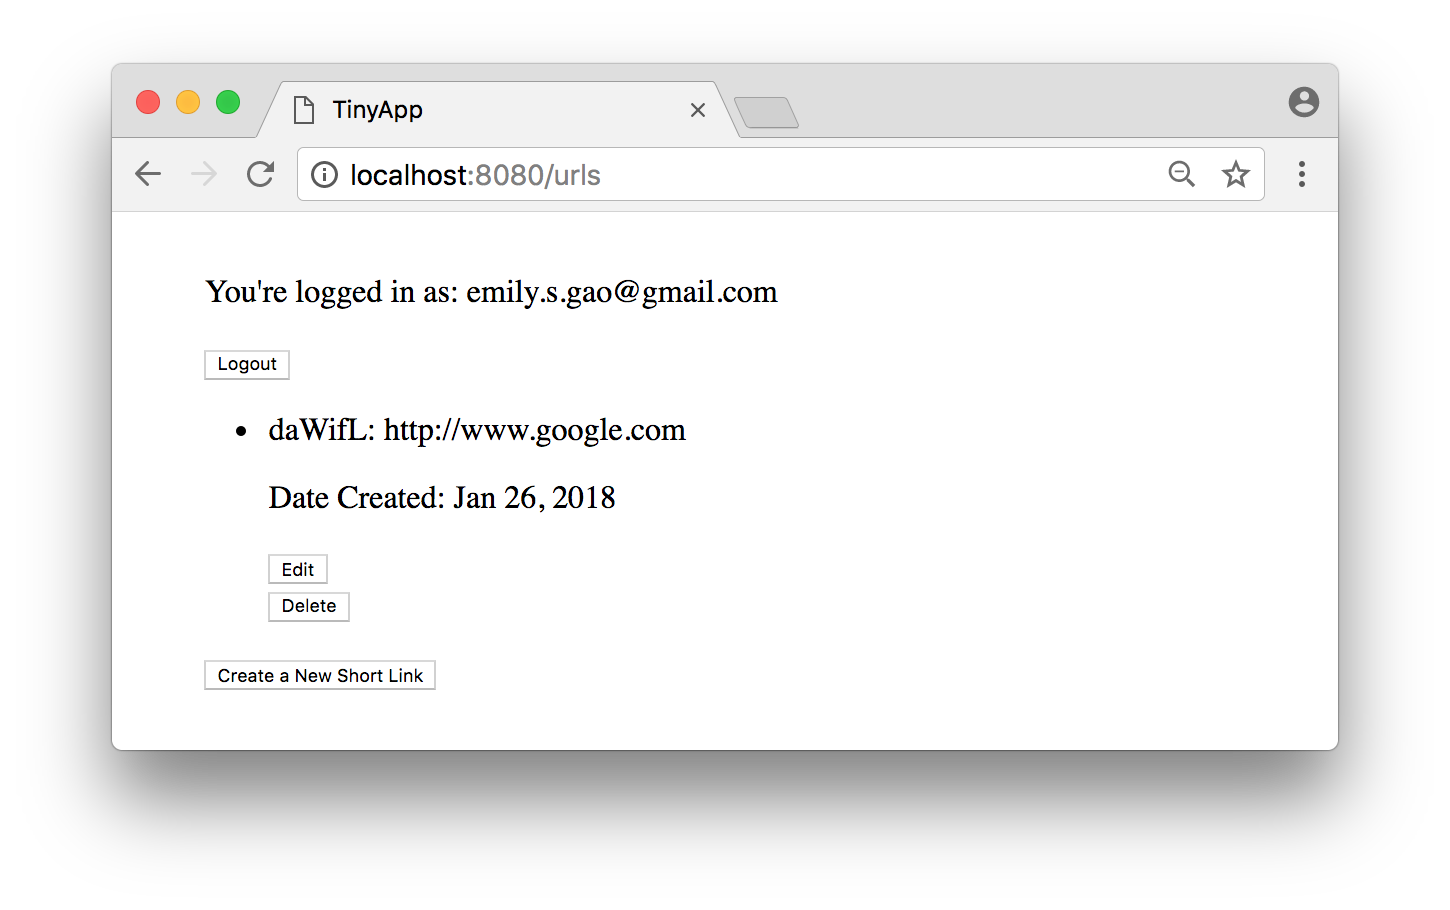 TinyApp
localhost:8080/urls
You're logged in as: emily.s.gao@gmail.com
Logout
daWifL: http://www.google.com
Date Created: Jan 26, 2018
Edit
Delete
Create a New Short Link